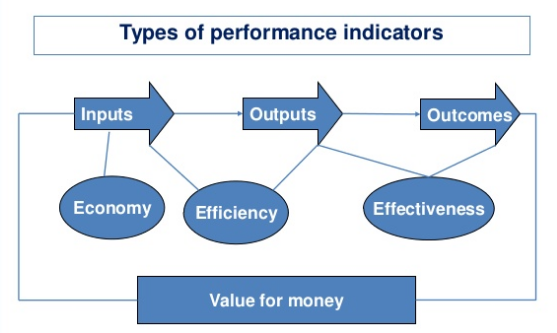 Types of performance indicators
Inputs
Outputs
Outcomes
Economy
Efficiency
Effectiveness
Value for money